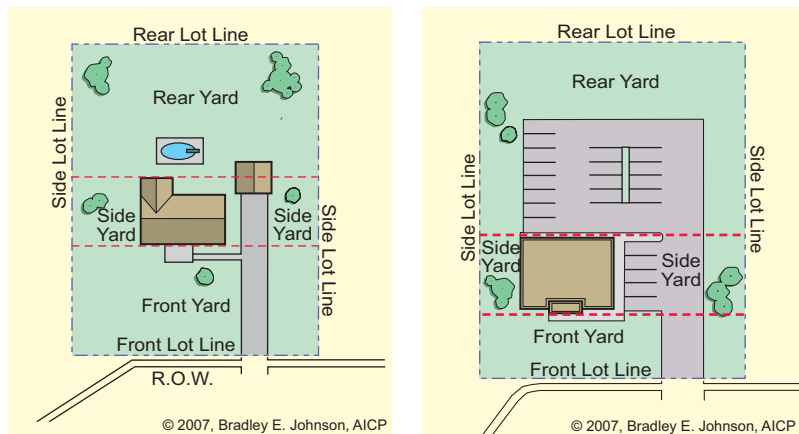 Rear Lot Line
Rear Yard
Side Lot Line
Side
Yard
Side
Yard
Side Lot Line
Front Yard
Front Lot Line
R.O.W.
© 2007, Bradley E. Johnson, AICP
Rear Lot Line
Rear Yard
Side Lot Line
Side Lot Line
Side
Yard
Side
Yard
Front Yard
Front Lot Line
© 2007, Bradley E. Johnson, AICP